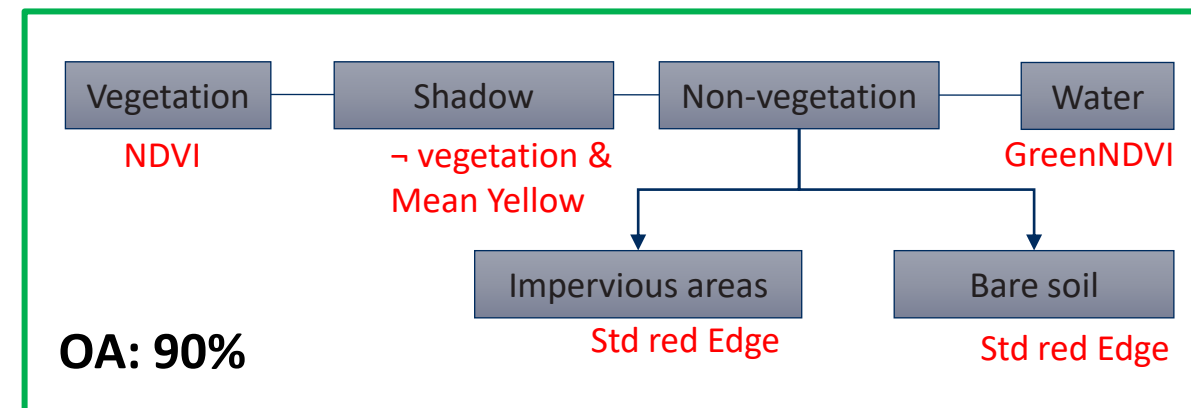 Vegetation
Shadow
Non-vegetation
Water
NDVI
¬ vegetation &
Mean Yellow
GreenNDVI
Impervious areas
Bare soil
Std red Edge
Std red Edge
OA: 90%